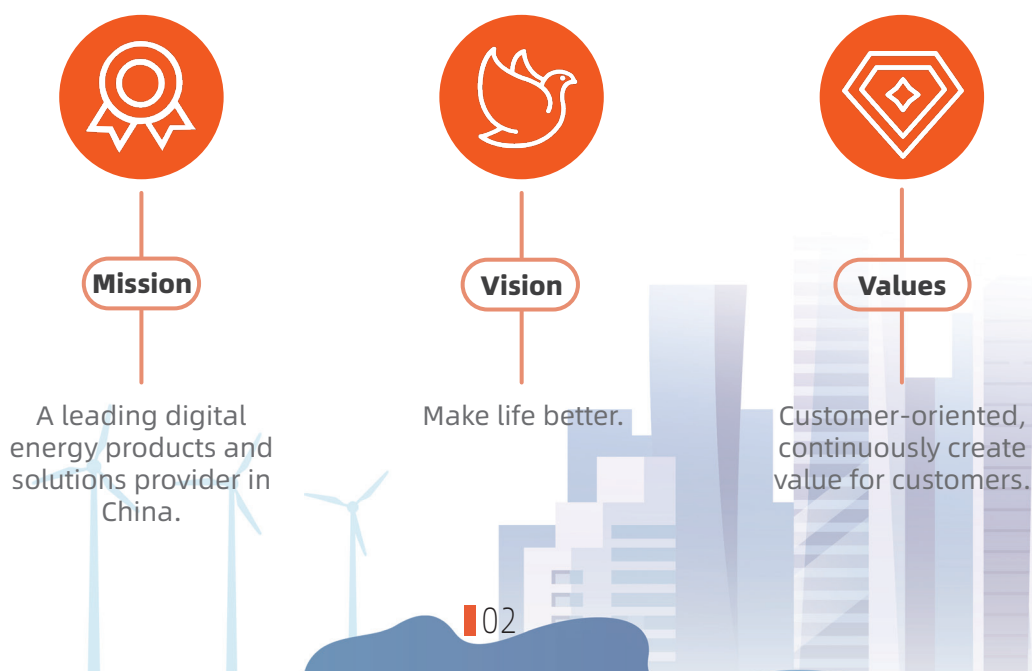 Mission
A leading digital
energy products and
solutions provider in
China.
Vision
Make life better.
Values
Customer-oriented,
continuously create
value for customers.
02